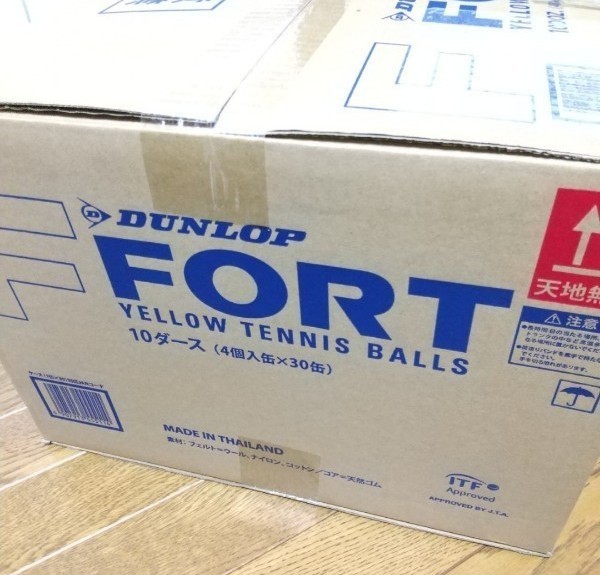 DUNLOP
YELLOW
DUNLOP
FORT
YELLOW TENNIS BALLS
10ダース（4個入缶×30缶）
天地無
注意
MADE IN THAILAND
素材：フェルト＝ウール、ナイロン、コットン／コア＝天然ゴム
ITF
Approved
APPROVED BY J.T.A.